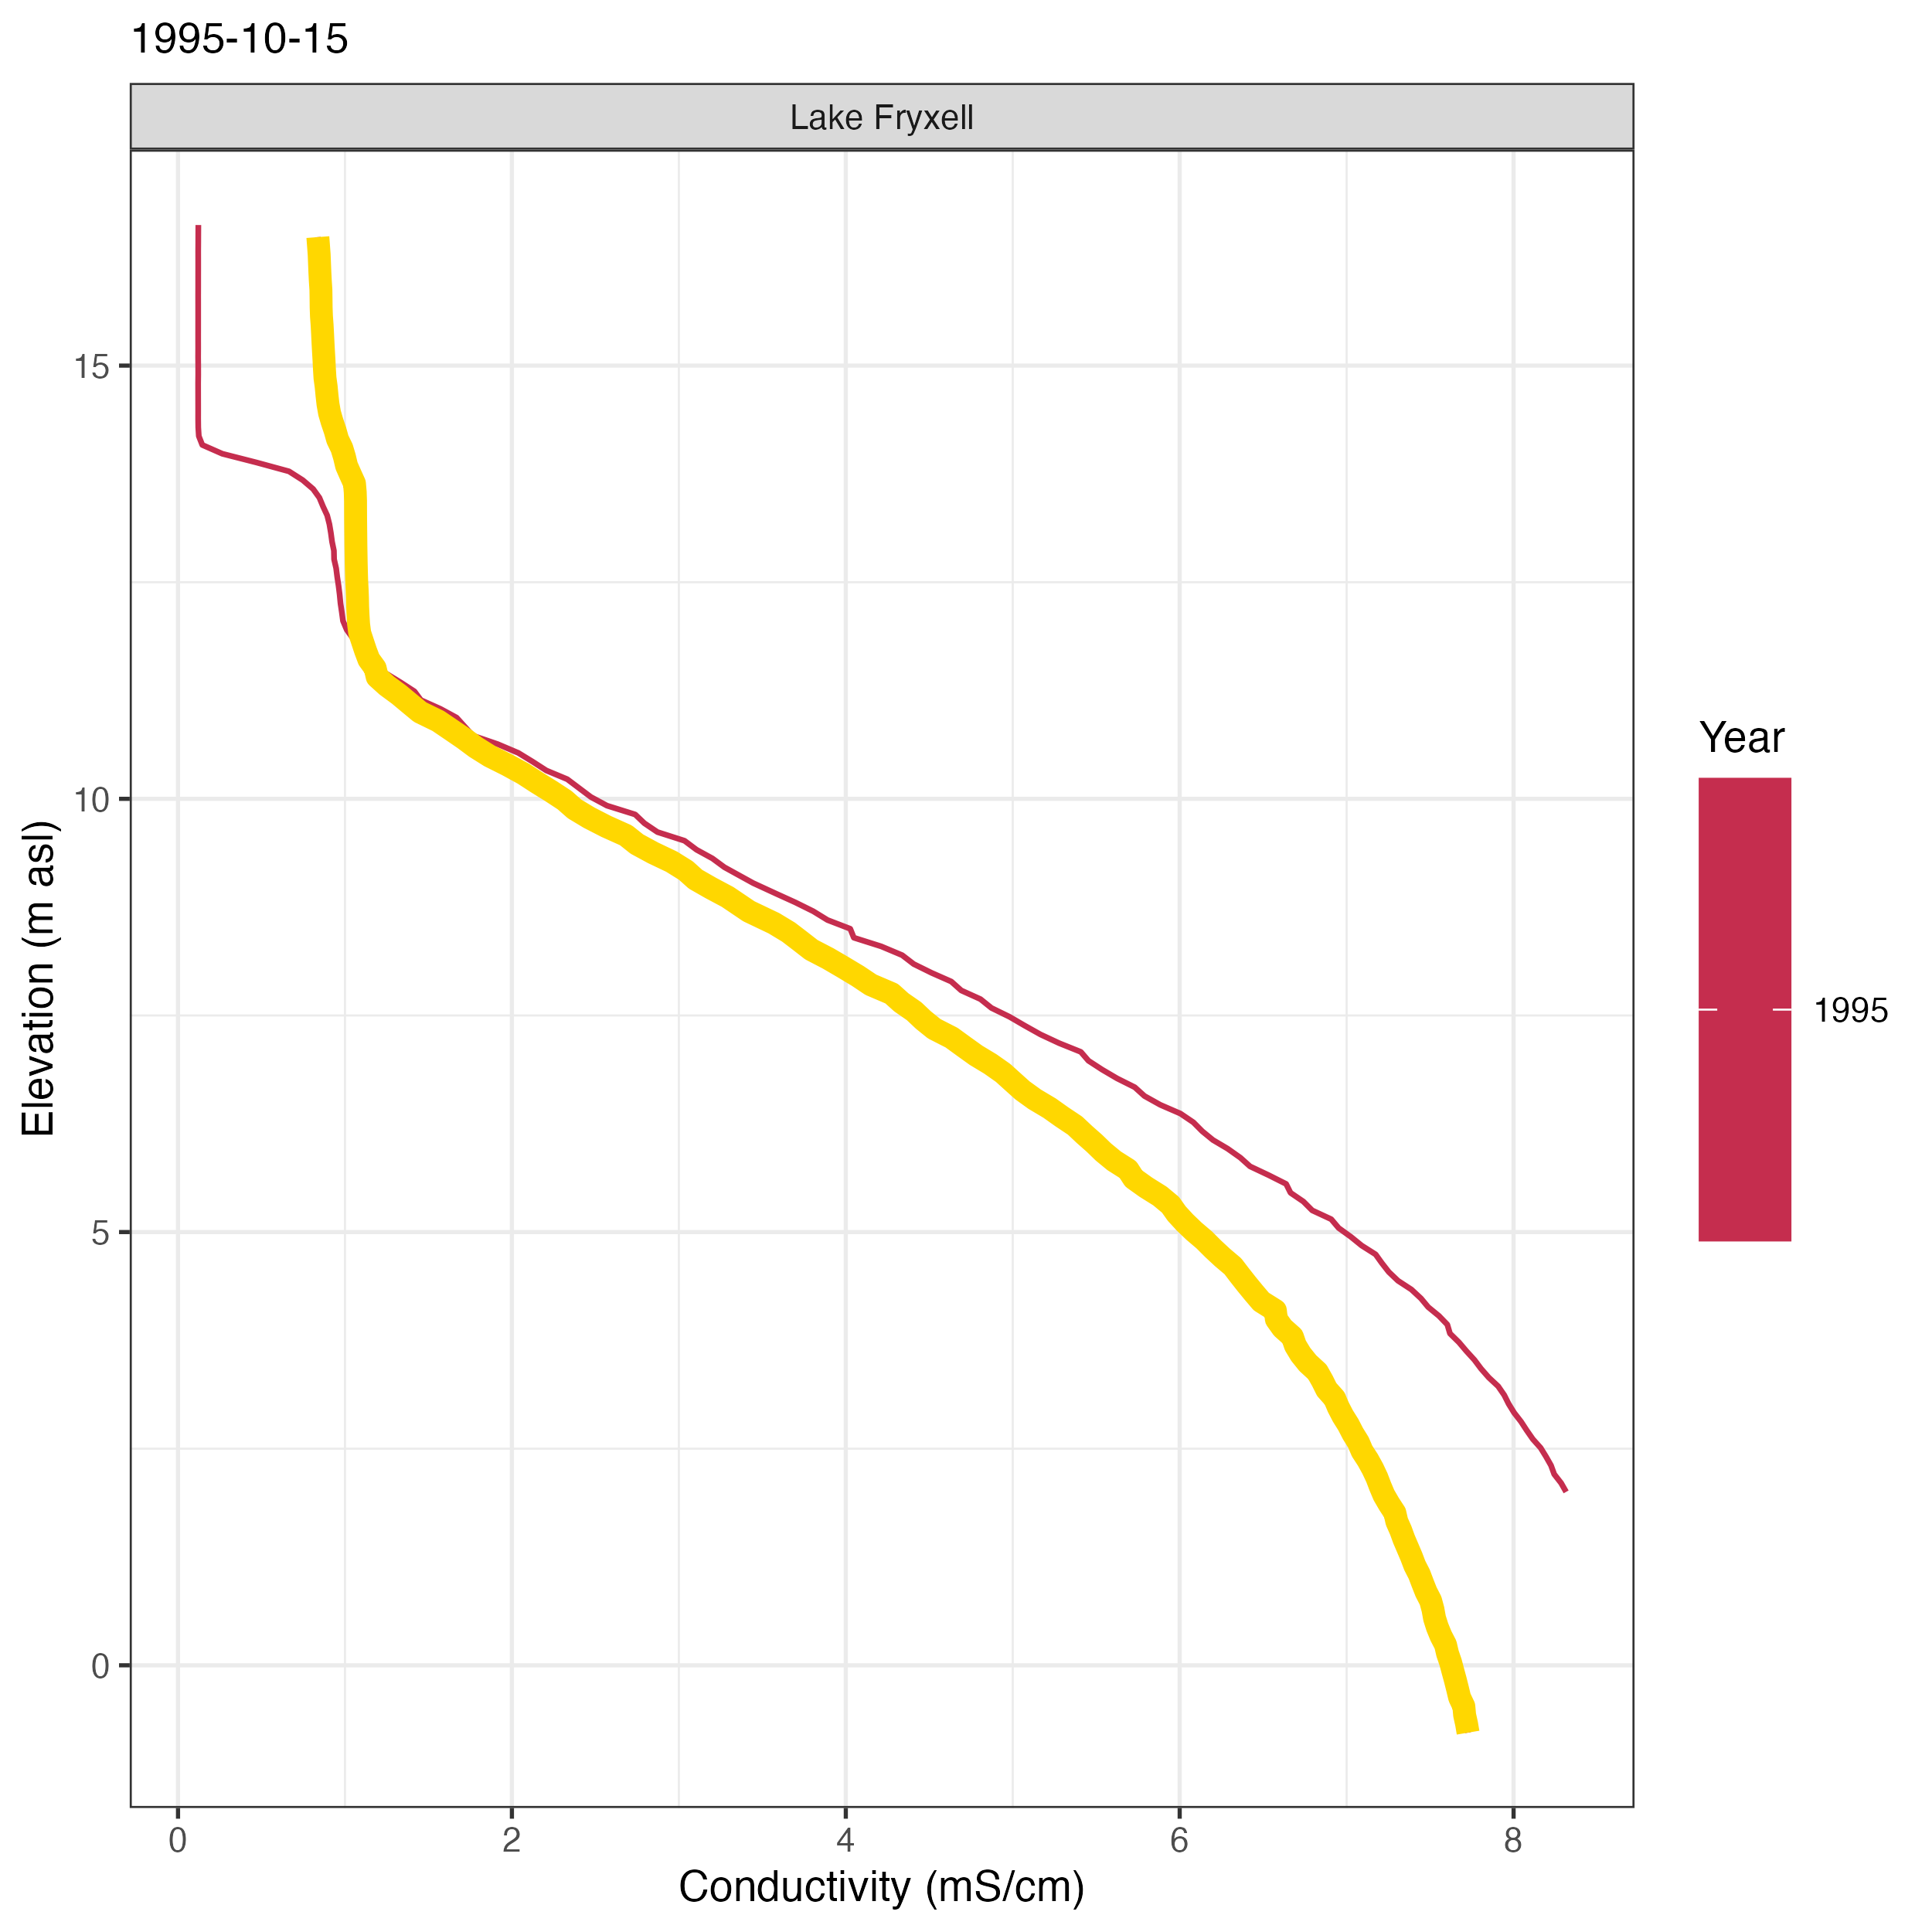 1995-10-15
Lake Fryxell
15
10
5
0
Elevation (m asl)
0 2 4 6 8
Conductivity (mS/cm)
Year
1995